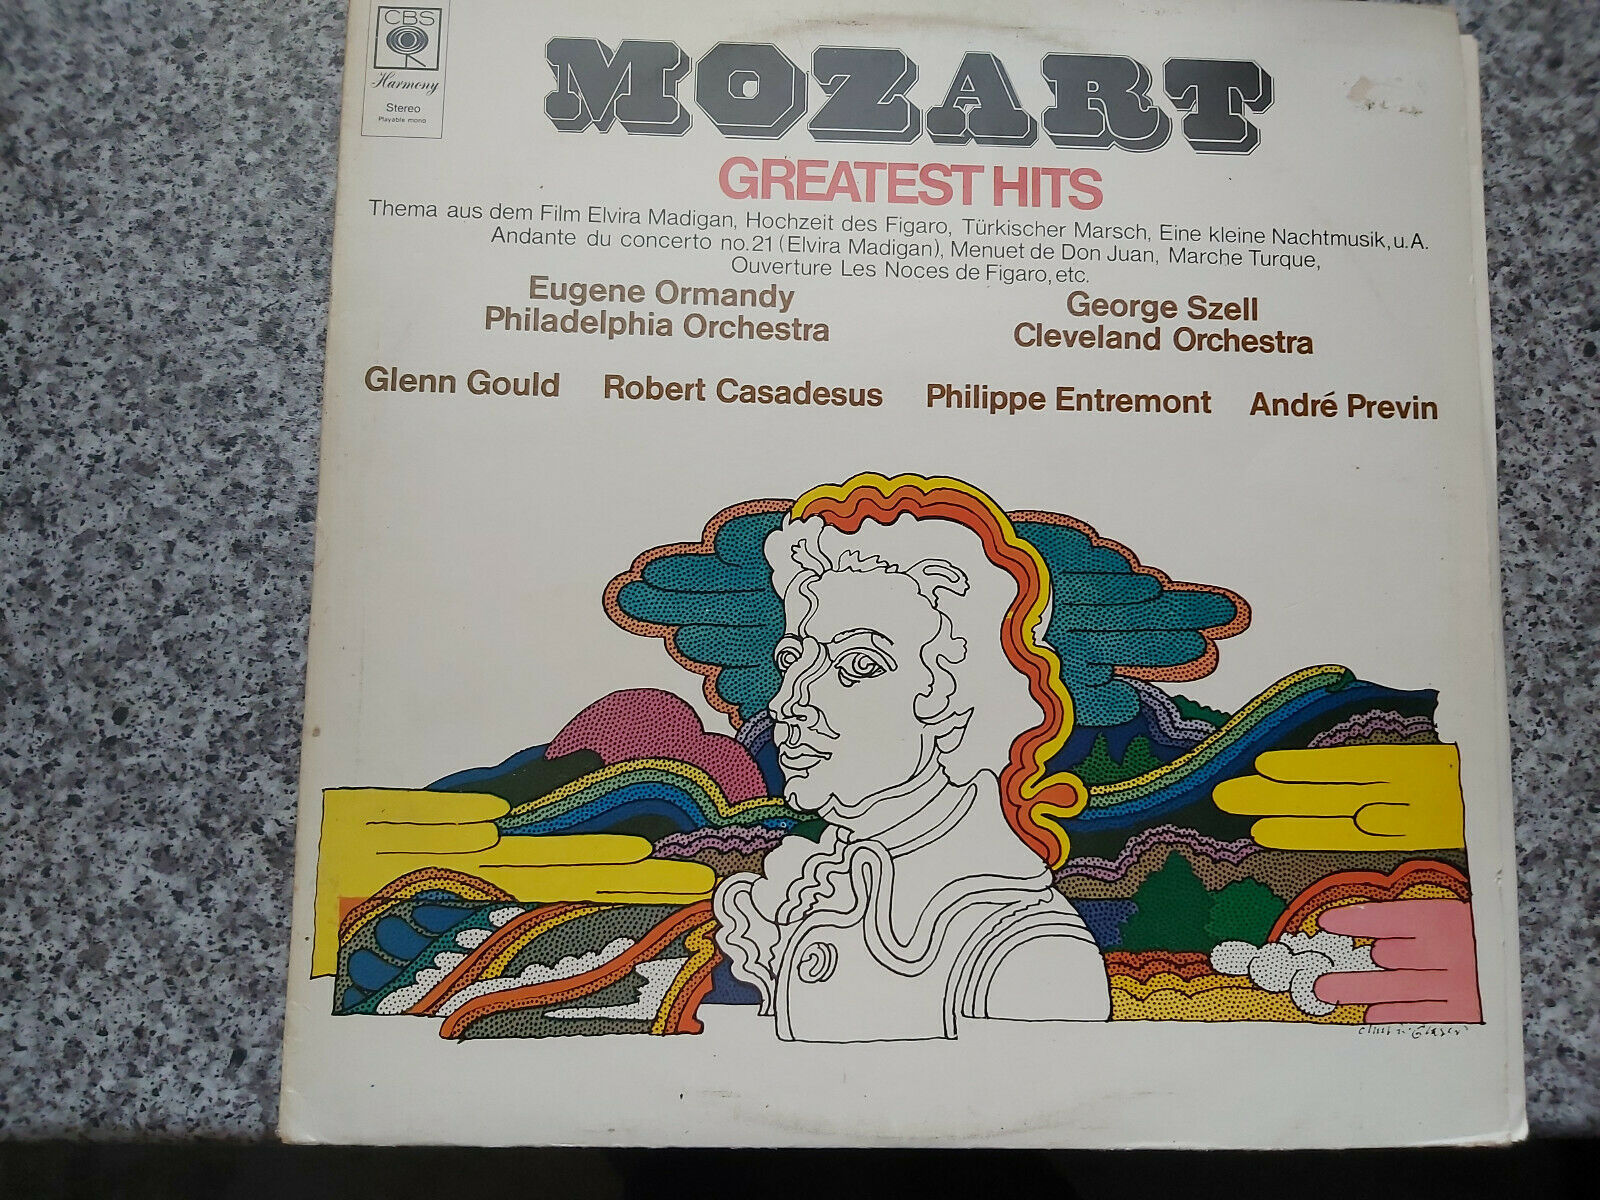 CBS
Harmony
Stereo
Playable mono
MOZART
GREATEST HITS
Thema aus dem Film Elvira Madigan, Hochzeit des Figaro, Türkischer Marsch, Eine kleine Nachtmusik, u.A.
Andante du concerto no.21 (Elvira Madigan), Menuet de Don Juan, Marche Turque,
Ouverture Les Noces de Figaro, etc.
Eugene Ormandy
Philadelphia Orchestra
George Szell
Cleveland Orchestra
Glenn Gould Robert Casadesus Philippe Entremont André Previn